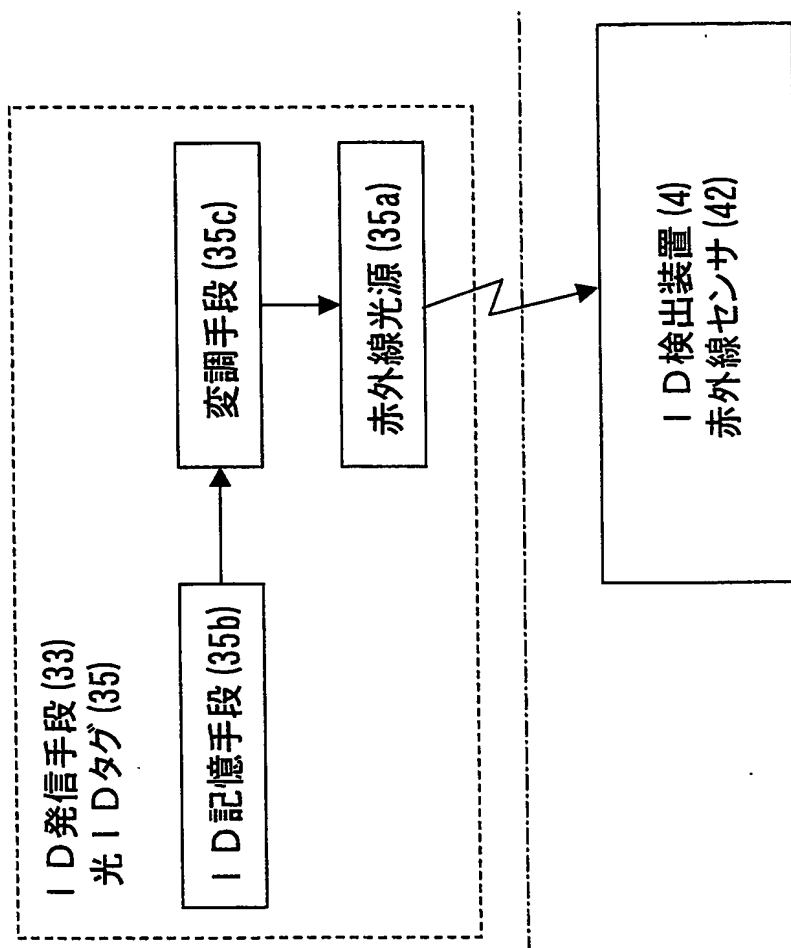 ID発信手段(33)
光IDタグ(35)
ID記憶手段(35b)
変調手段(35c)
赤外線光源(35a)
ID検出装置(4)
赤外線センサ(42)